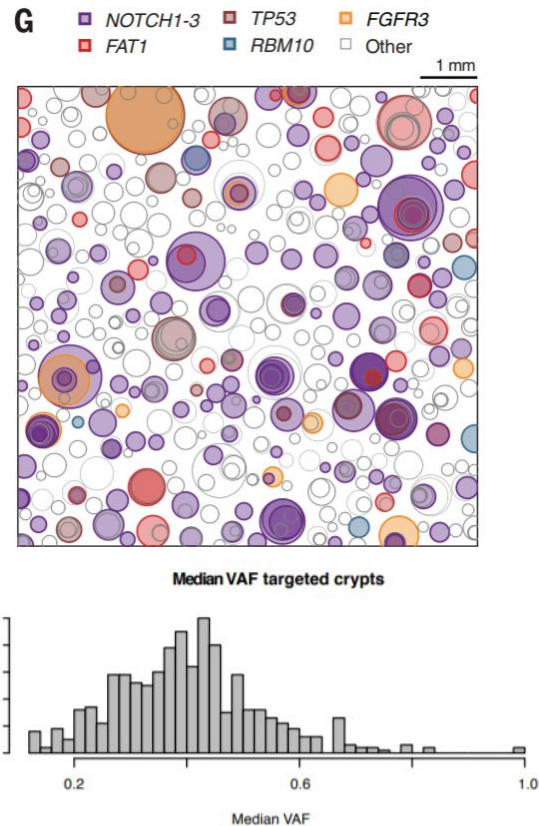 G
NOTCH1-3 TP53 FGFR3
FAT1 RBM10 Other
1 mm
Median VAF targeted crypts
0.2 0.6 1.0
Median VAF